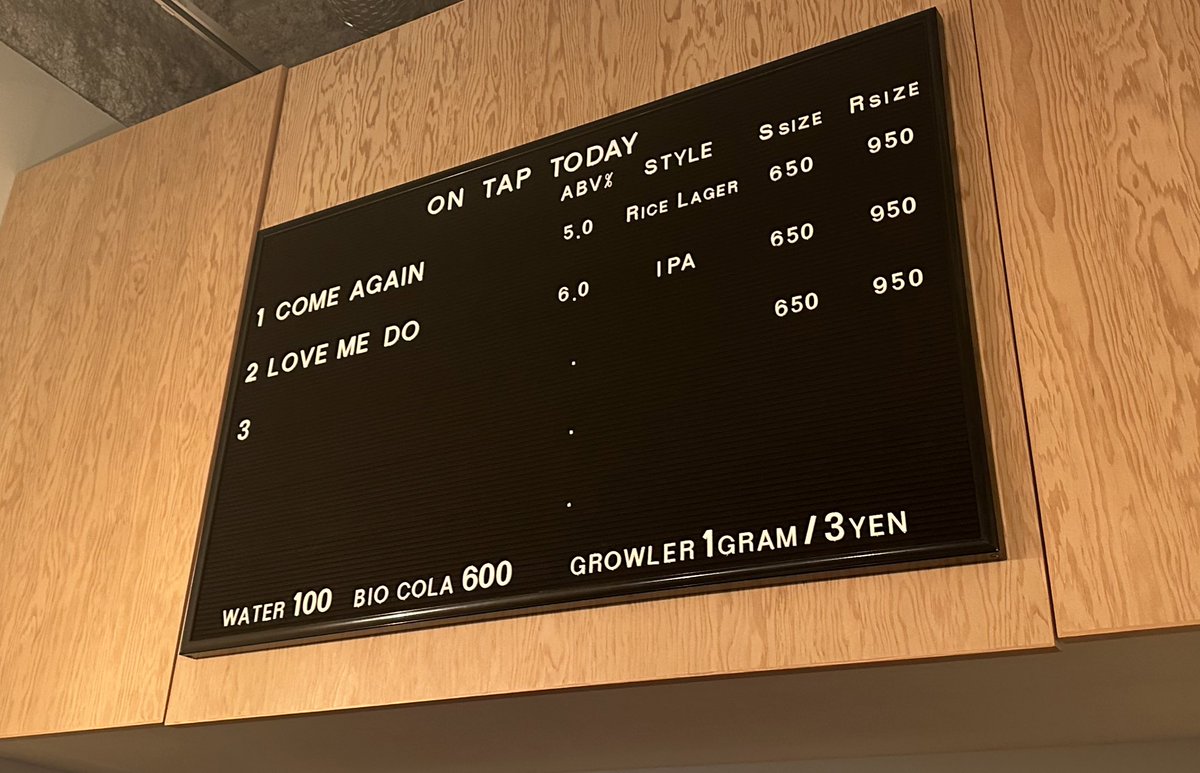 ON TAP TODAY
ABV% STYLE S SIZE R SIZE
1 COME AGAIN 5.0 RICE LAGER 650 950
2 LOVE ME DO 6.0 IPA 650 950
3 . 650 950
.
.
WATER 100 BIO COLA 600 GROWLER 1GRAM/3YEN